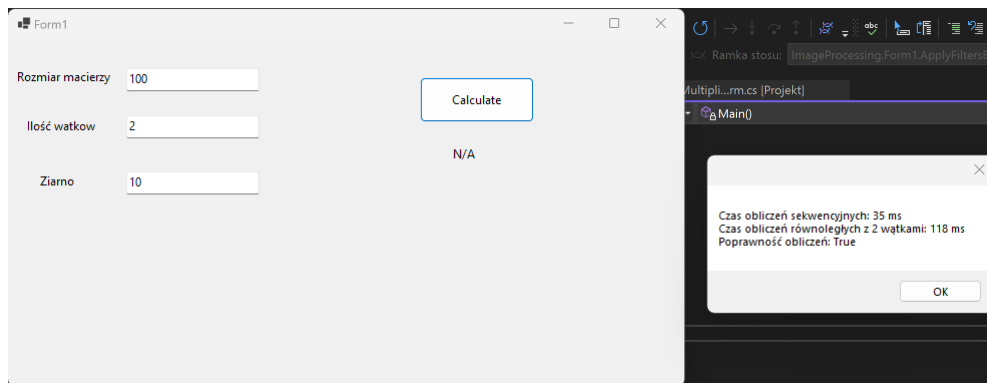 Form1
Rozmiar macierzy
100
Ilość watkow
2
Ziarno
10
Calculate
N/A
abc
Ramka stosu:
ImageProcessing.Form1.ApplyFilters
Multipli...rm.cs [Projekt]
Main()
Czas obliczeń sekwencyjnych: 35 ms
Czas obliczeń równoległych z 2 wątkami: 118 ms
Poprawność obliczeń: True
OK